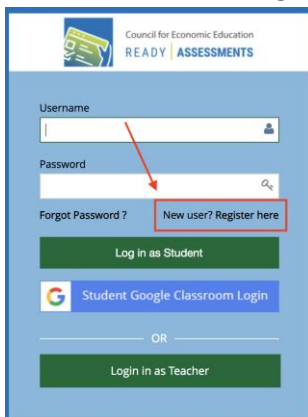 Council for Economic Education
READY ASSESSMENTS
Username
Password
Forgot Password ? New user? Register here
Log in as Student
G Student Google Classroom Login
OR
Login in as Teacher